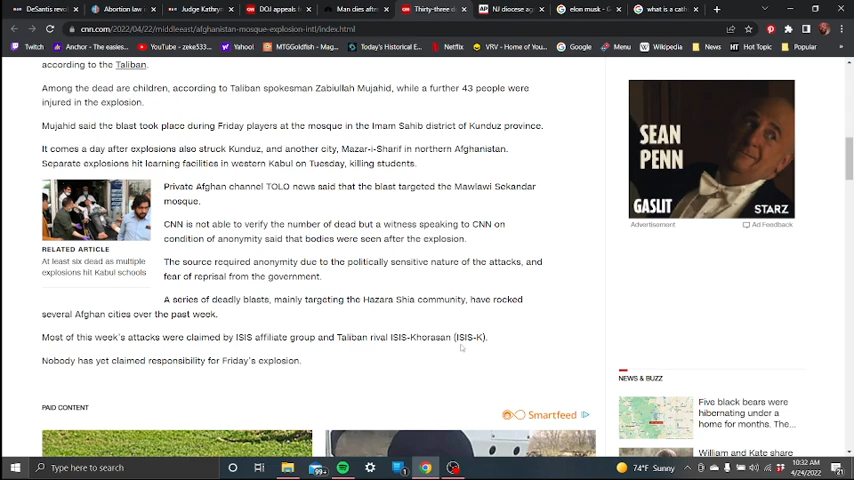 DeSantis revo
Abortion law
Judge Kathryn
DOJ appeals f
Man dies after
Thirty-three d
NJ diocese ag
elon musk - G
what is a cath
cnn.com/2022/04/22/middleeast/afghanistan-mosque-explosion-intl/index.html
Twitch
Anchor - The easies...
YouTube - zeke533...
Yahoo
MTGGoldfish - Mag...
Today's Historical E...
Netflix
VRV - Home of Your...
Google
Menu
Wikipedia
News
Hot Topic
Popular
according to the Taliban.
Among the dead are children, according to Taliban spokesman Zabiullah Mujahid, while a further 43 people were
injured in the explosion.
Mujahid said the blast took place during Friday players at the mosque in the Imam Sahib district of Kunduz province.
It comes a day after explosions also struck Kunduz, and another city, Mazar-i-Sharif in northern Afghanistan.
Separate explosions hit learning facilities in western Kabul on Tuesday, killing students.
RELATED ARTICLE
At least six dead as multiple
explosions hit Kabul schools
Private Afghan channel TOLO news said that the blast targeted the Mawlawi Sekandar
mosque.
CNN is not able to verify the number of dead but a witness speaking to CNN on
condition of anonymity said that bodies were seen after the explosion.
The source required anonymity due to the politically sensitive nature of the attacks, and
fear of reprisal from the government.
A series of deadly blasts, mainly targeting the Hazara Shia community, have rocked
several Afghan cities over the past week.
Most of this week's attacks were claimed by ISIS affiliate group and Taliban rival ISIS-Khorasan (ISIS-K).
Nobody has yet claimed responsibility for Friday's explosion.
PAID CONTENT
Smartfeed
SEAN
PENN
GASLIT
STARZ
Advertisement
Ad Feedback
NEWS & BUZZ
Five black bears were
hibernating under a
home for months. The...
William and Kate share
Type here to search
99+
74°F Sunny
10:32 AM
4/24/2022
21